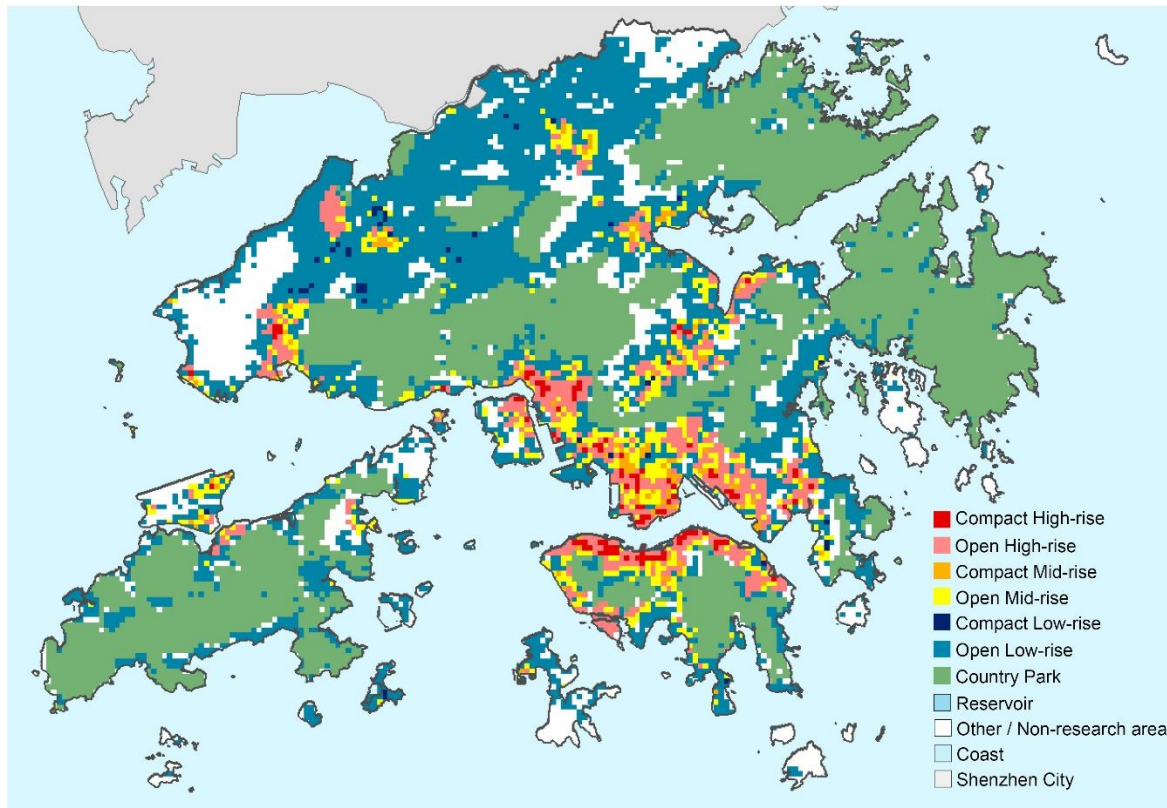 Compact High-rise
Open High-rise
Compact Mid-rise
Open Mid-rise
Compact Low-rise
Open Low-rise
Country Park
Reservoir
Other / Non-research area
Coast
Shenzhen City